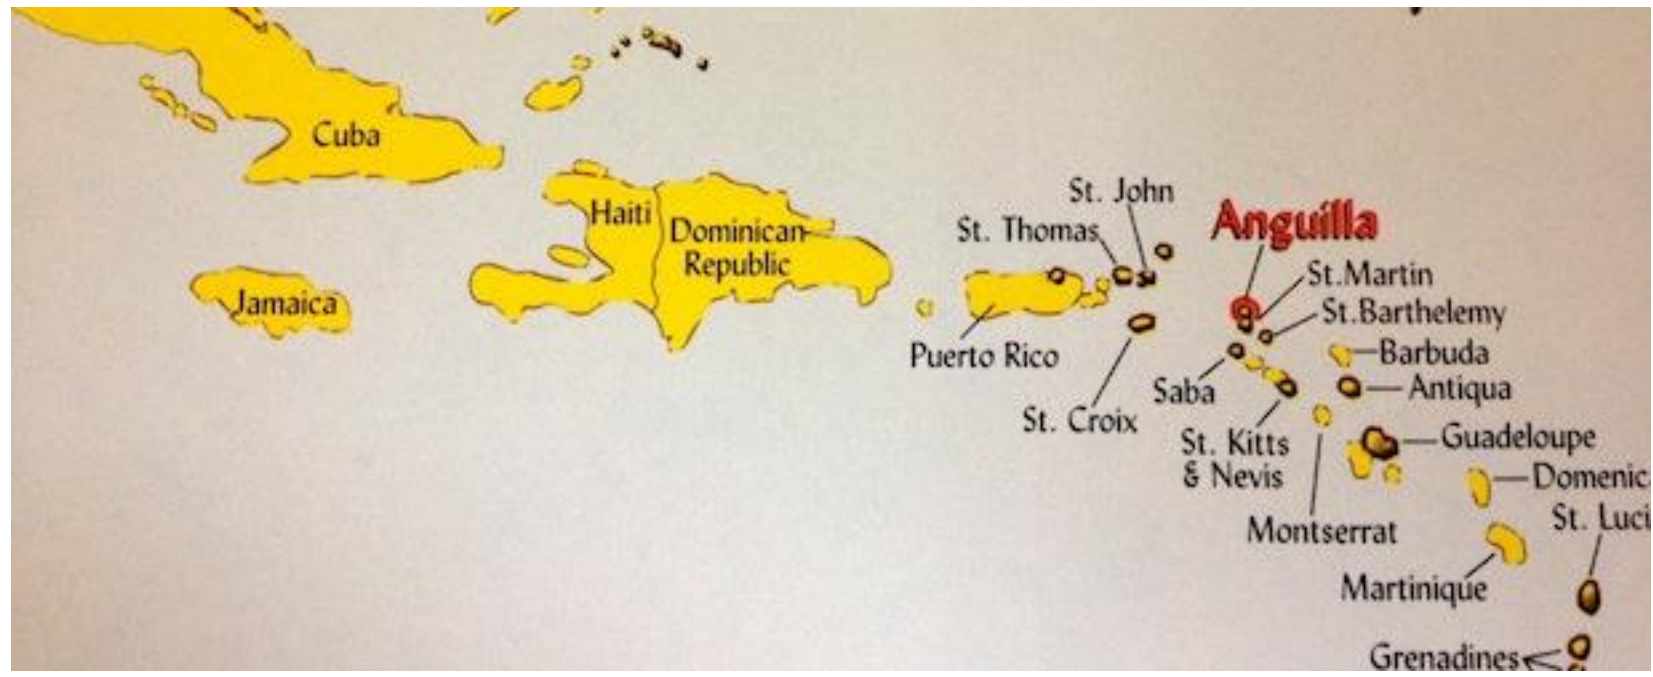 Cuba
Haiti
Dominican
Republic
Jamaica
Puerto Rico
St. Thomas
St. John
St. Croix
Anguilla
St.Martin
St.Barthelemy
Saba
St. Kitts
& Nevis
Barbuda
Antiqua
Montserrat
Guadeloupe
Domenic
Martinique
St. Luci
Grenadines